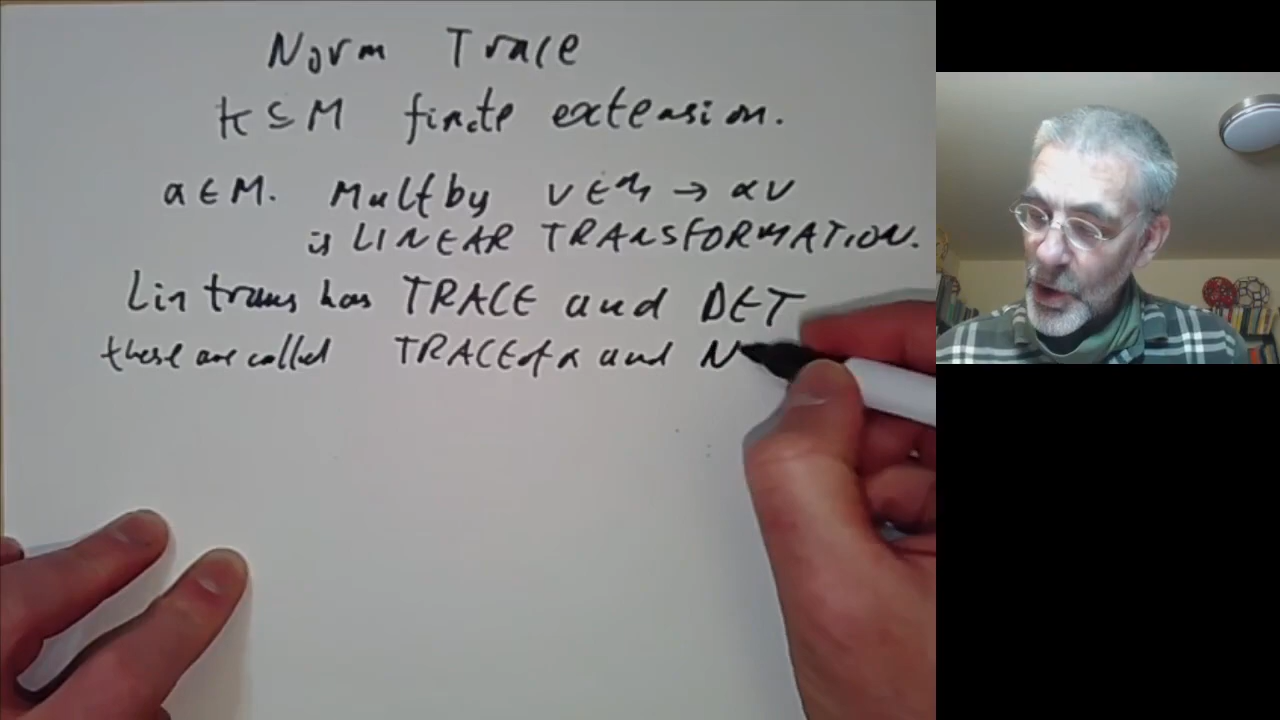 Norm Trace
K ⊆ M finite extension.
α ∈ M. Mult by v ∈ M → αv
is LINEAR TRANSFORMATION.
Lin trans has TRACE and DET
these are called TRACE of α and N